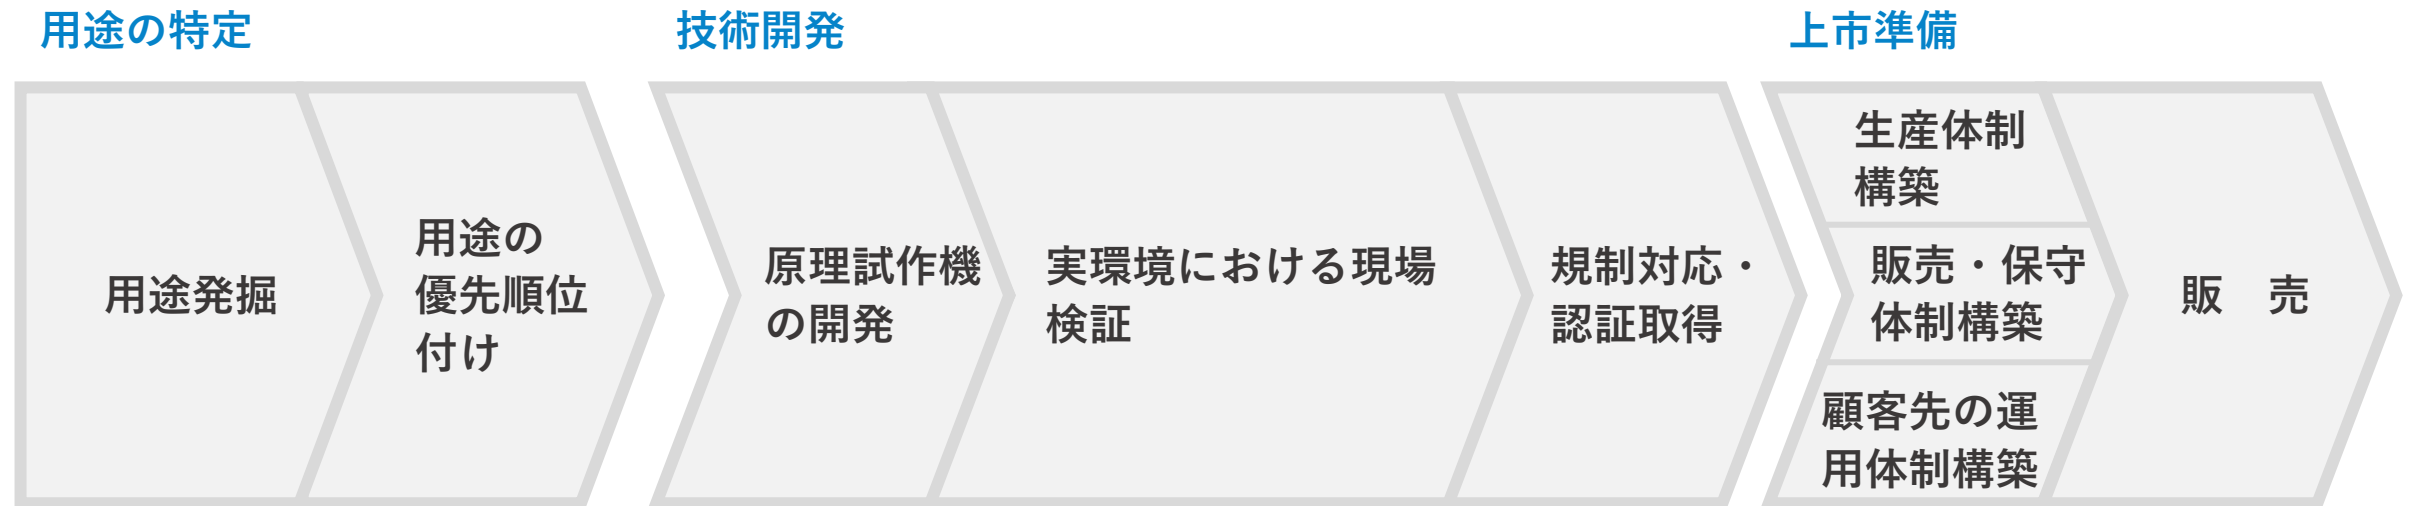 用途の特定
技術開発
上市準備
用途発掘
用途の
優先順位
付け
原理試作機
の開発
実環境における現場
検証
規制対応・
認証取得
生産体制
構築
販売・保守
体制構築
顧客先の運
用体制構築
販　売